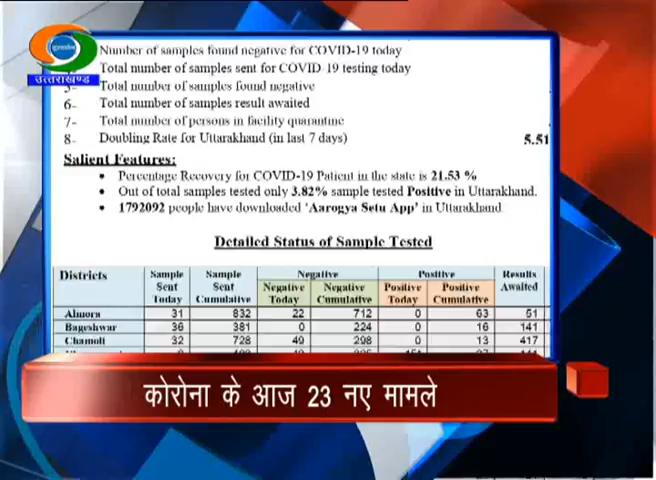 उत्तराखण्ड
Number of samples found negative for COVID-19 today
Total number of samples sent for COVID-19 testing today
Total number of samples found negative
6- Total number of samples result awaited
7- Total number of persons in facility quarantine
8- Doubling Rate for Uttarakhand (in last 7 days) 5.51
Salient Features:
• Percentage Recovery for COVID-19 Patient in the state is 21.53 %
• Out of total samples tested only 3.82% sample tested Positive in Uttarakhand.
• 1792092 people have downloaded ‘Aarogya Setu App’ in Uttarakhand
Detailed Status of Sample Tested
Districts Sample Sent Today Sample Sent Cumulative Negative Positive Results Awaited
Negative Today Negative Cumulative Positive Today Positive Cumulative
Almora 31 832 22 712 0 63 51
Bageshwar 36 381 0 224 0 16 141
Chamoli 32 728 49 298 0 13 417
कोरोना के आज 23 नए मामले